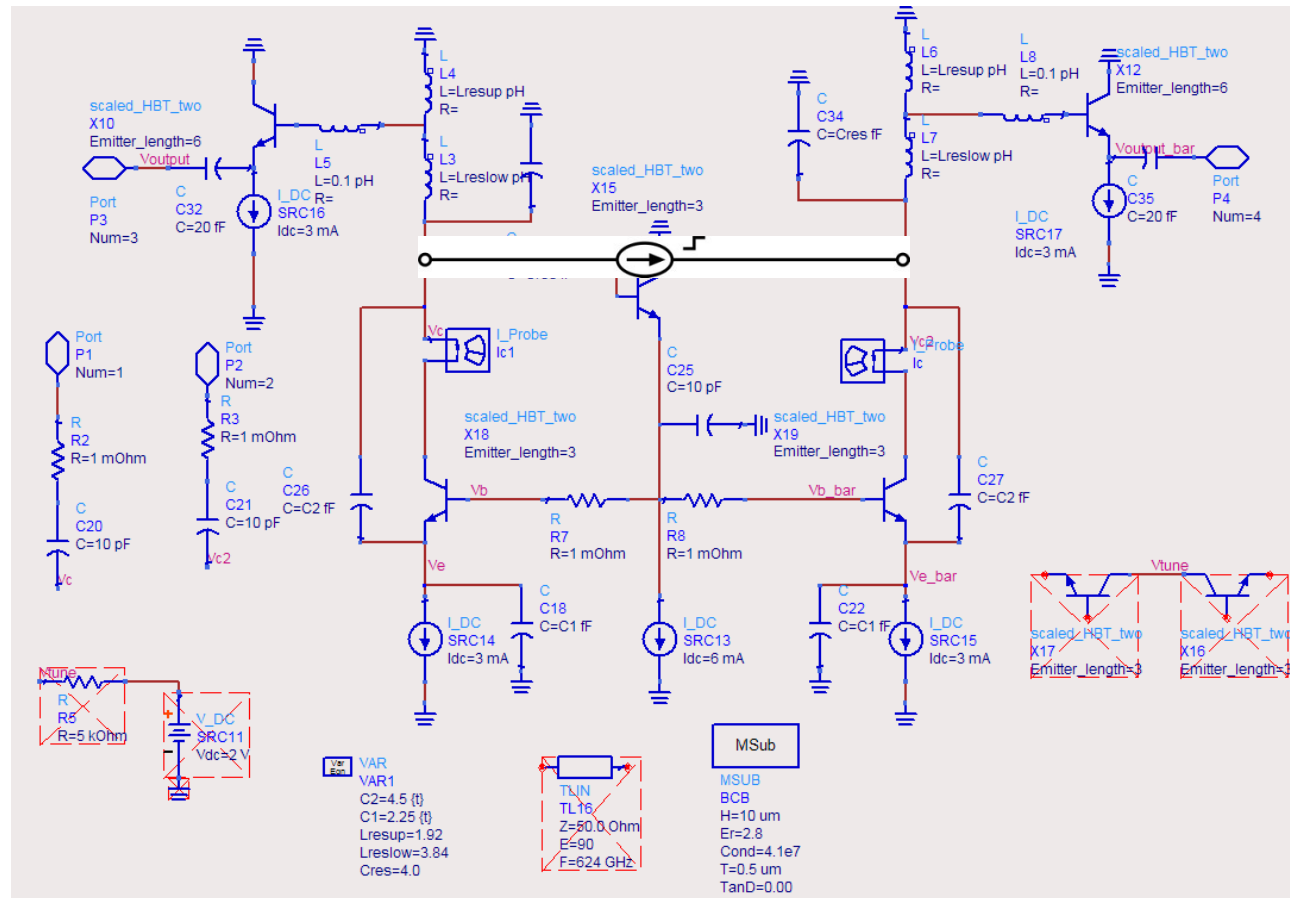 L
L4
L=Lresup pH
R=
L
L6
L=Lresup pH
R=
L
L8
L=0.1 pH
R=
scaled_HBT_two
X12
Emitter_length=6
scaled_HBT_two
X10
Emitter_length=6
Voutput
Port
P3
Num=3
C
C32
C=20 fF
L
L5
L=0.1 pH
R=
I_DC
SRC16
Idc=3 mA
L
L3
L=Lreslow pH
R=
scaled_HBT_two
X15
Emitter_length=3
C
C34
C=Cres fF
L
L7
L=Lreslow pH
R=
Voutput_bar
C
C35
C=20 fF
Port
P4
Num=4
I_DC
SRC17
Idc=3 mA
Port
P1
Num=1
R
R2
R=1 mOhm
C
C20
C=10 pF
Vc
Port
P2
Num=2
R
R3
R=1 mOhm
C
C21
C=10 pF
Vc2
Vc
I_Probe
Ic1
C
C25
C=10 pF
Vc2
I_Probe
Ic
scaled_HBT_two
X18
Emitter_length=3
scaled_HBT_two
X19
Emitter_length=3
C
C26
C=C2 fF
C
C27
C=C2 fF
Vb
R
R7
R=1 mOhm
R
R8
R=1 mOhm
Vb_bar
Ve
C
C18
C=C1 fF
I_DC
SRC14
Idc=3 mA
I_DC
SRC13
Idc=6 mA
C
C22
C=C1 fF
Ve_bar
I_DC
SRC15
Idc=3 mA
Vtune
scaled_HBT_two
X17
Emitter_length=3
scaled_HBT_two
X16
Emitter_length=3
Vtune
R
R5
R=5 kOhm
V_DC
SRC11
Vdc=2 V
Var
Eqn
VAR
VAR1
C2=4.5 {t}
C1=2.25 {t}
Lresup=1.92
Lreslow=3.84
Cres=4.0
TLIN
TL16
Z=50.0 Ohm
E=90
F=624 GHz
MSub
MSUB
BCB
H=10 um
Er=2.8
Cond=4.1e7
T=0.5 um
TanD=0.00